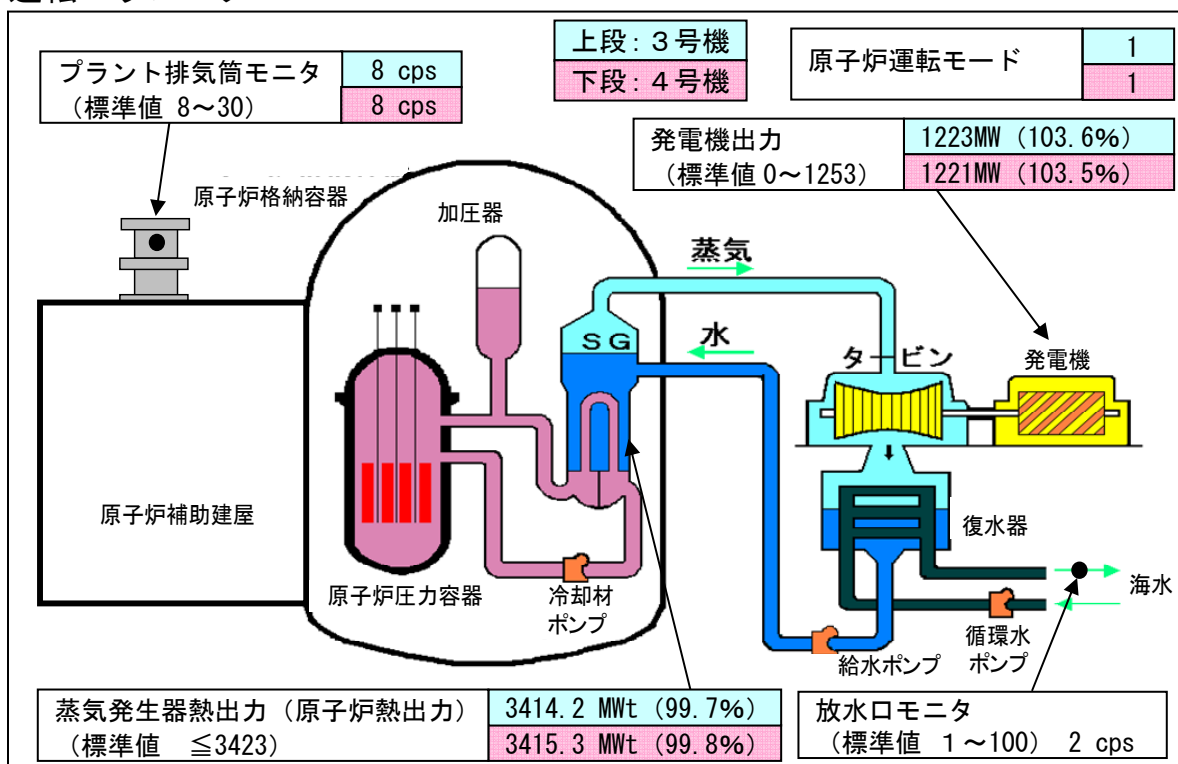 上段：３号機
下段：４号機
原子炉運転モード
1
1
プラント排気筒モニタ
（標準値 8～30）
8 cps
8 cps
発電機出力
（標準値 0～1253）
1223MW (103.6%)
1221MW (103.5%)
原子炉格納容器
加圧器
蒸気
ＳＧ
水
タービン
発電機
原子炉補助建屋
復水器
原子炉圧力容器
冷却材
ポンプ
海水
循環水
ポンプ
給水ポンプ
蒸気発生器熱出力（原子炉熱出力）
（標準値　≦3423）
3414.2 MWt (99.7%)
3415.3 MWt (99.8%)
放水口モニタ
（標準値　１～100）　2 cps